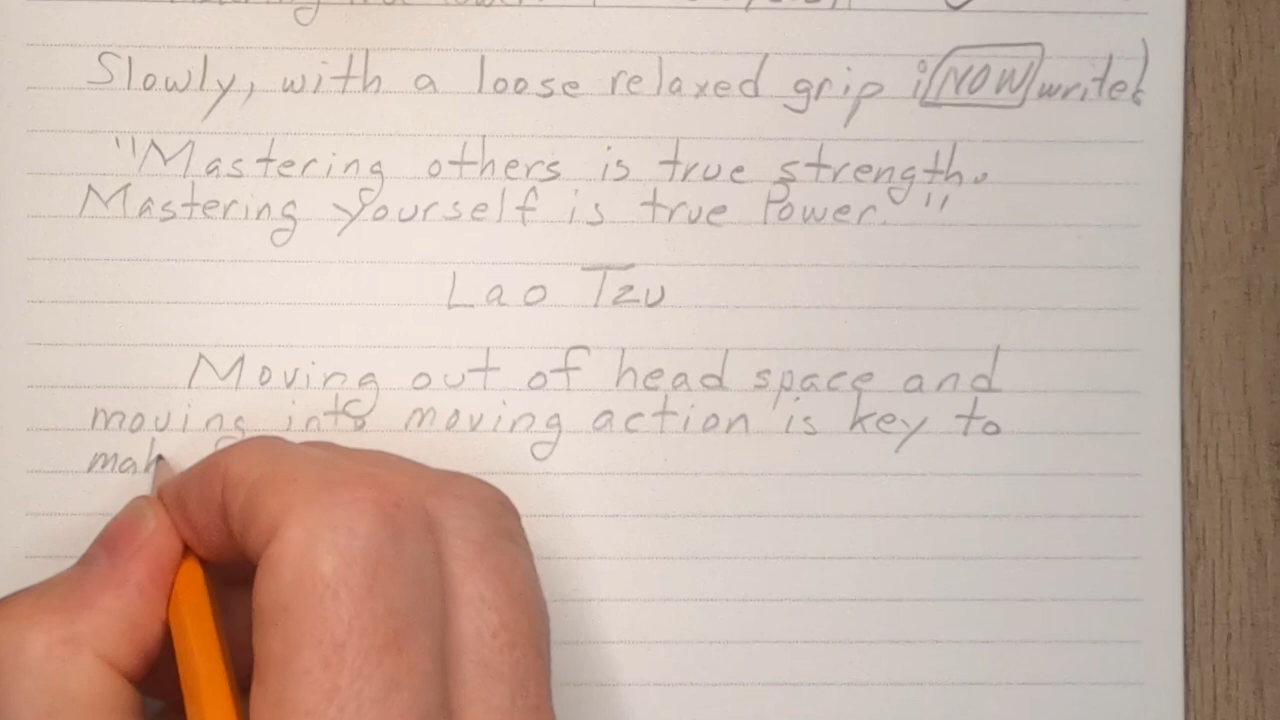 Slowly, with a loose relaxed grip i NOW write!
"Mastering others is true strength.
Mastering Yourself is true Power."
Lao Tzu
Moving out of head space and
moving into moving action is key to
mak